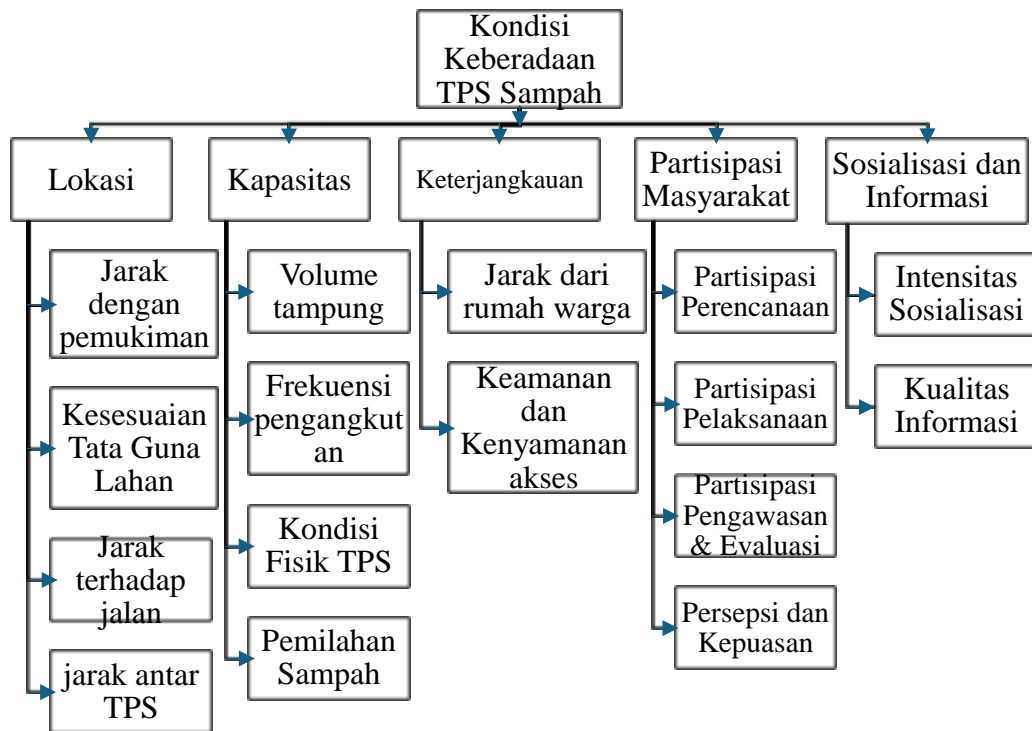 Kondisi
Keberadaan
TPS Sampah
Lokasi
Kapasitas
Keterjangkauan
Partisipasi
Masyarakat
Sosialisasi dan
Informasi
Jarak
dengan
pemukiman
Kesesuaian
Tata Guna
Lahan
Jarak
terhadap
jalan
jarak antar
TPS
Volume
tampung
Frekuensi
pengangkut
an
Kondisi
Fisik TPS
Pemilahan
Sampah
Jarak dari
rumah warga
Keamanan
dan
Kenyamanan
akses
Partisipasi
Perencanaan
Partisipasi
Pelaksanaan
Partisipasi
Pengawasan
& Evaluasi
Persepsi dan
Kepuasan
Intensitas
Sosialisasi
Kualitas
Informasi